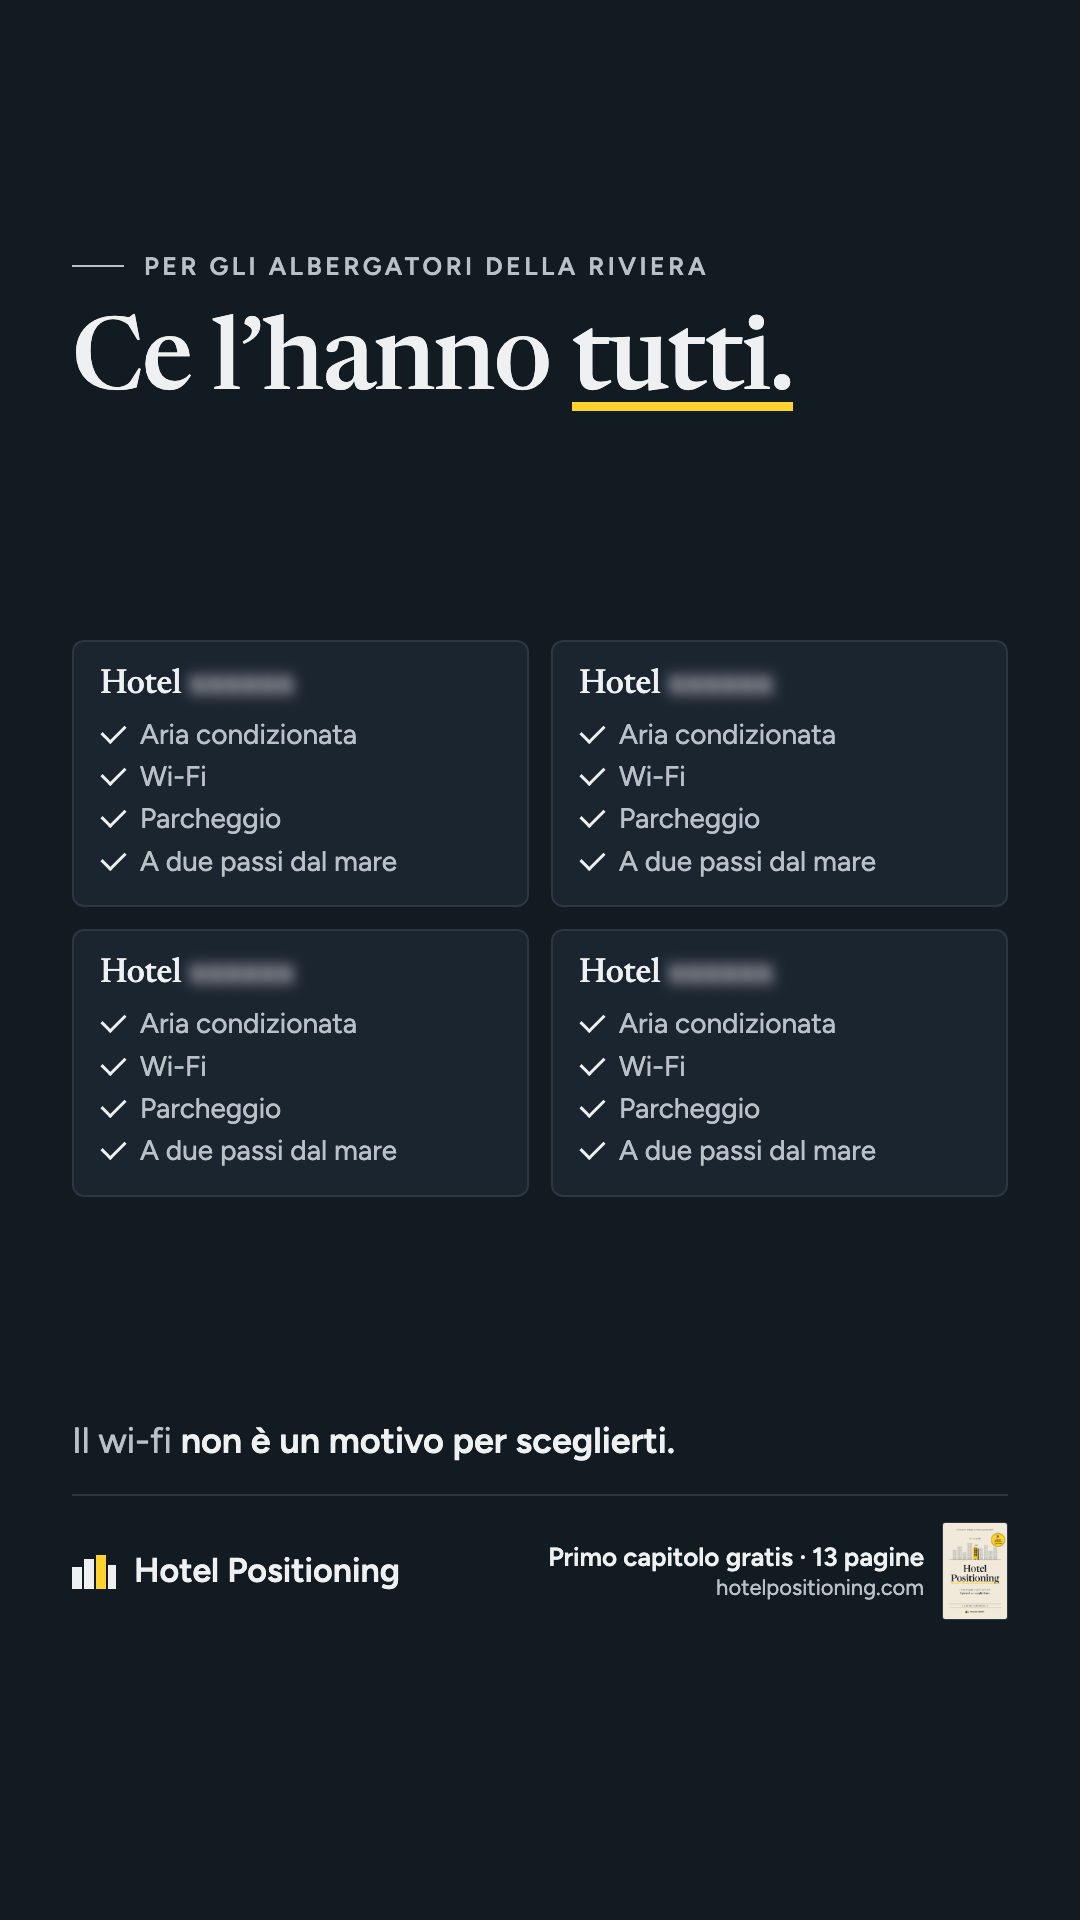 PER GLI ALBERGATORI DELLA RIVIERA
Ce l’hanno tutti.
Hotel
Aria condizionata
Wi-Fi
Parcheggio
A due passi dal mare
Hotel
Aria condizionata
Wi-Fi
Parcheggio
A due passi dal mare
Hotel
Aria condizionata
Wi-Fi
Parcheggio
A due passi dal mare
Hotel
Aria condizionata
Wi-Fi
Parcheggio
A due passi dal mare
Il wi-fi non è un motivo per sceglierti.
Hotel Positioning
Primo capitolo gratis · 13 pagine
hotelpositioning.com
Hotel
Positioning